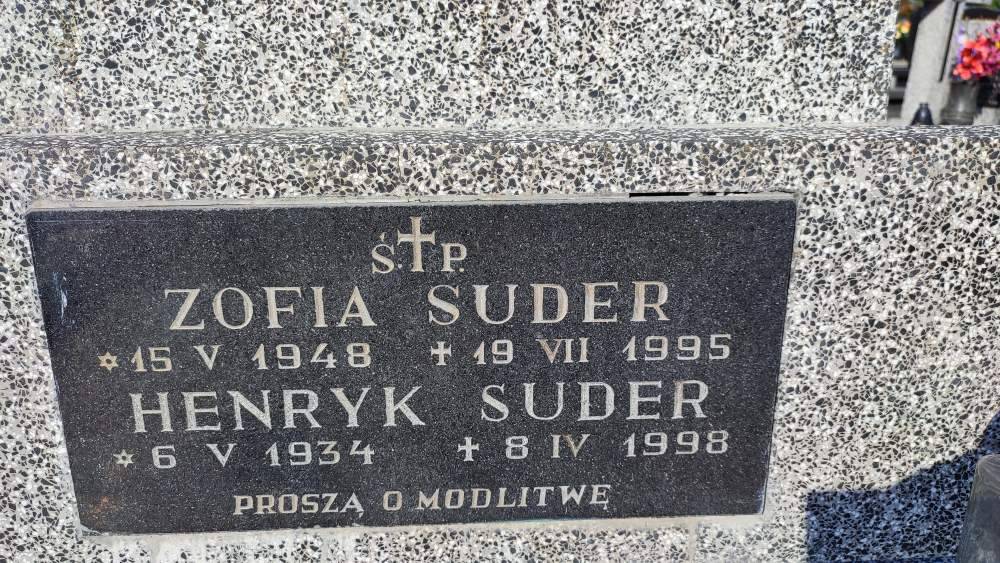 Ś.†P.
ZOFIA SUDER
* 15 V 1948 † 19 VII 1995
HENRYK SUDER
* 6 V 1934 † 8 IV 1998
PROSZĄ O MODLITWĘ